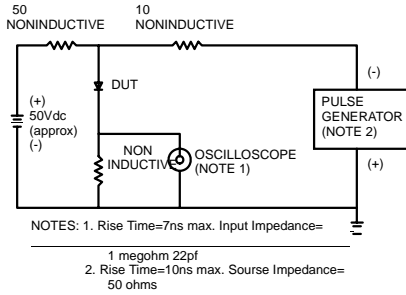 50
NONINDUCTIVE
10
NONINDUCTIVE
DUT
(+)
50Vdc
(approx)
(-)
NON
INDUCTIVE
OSCILLOSCOPE
(NOTE 1)
(-)
PULSE
GENERATOR
(NOTE 2)
(+)
NOTES: 1. Rise Time=7ns max. Input Impedance=
1 megohm 22pf
2. Rise Time=10ns max. Sourse Impedance=
50 ohms